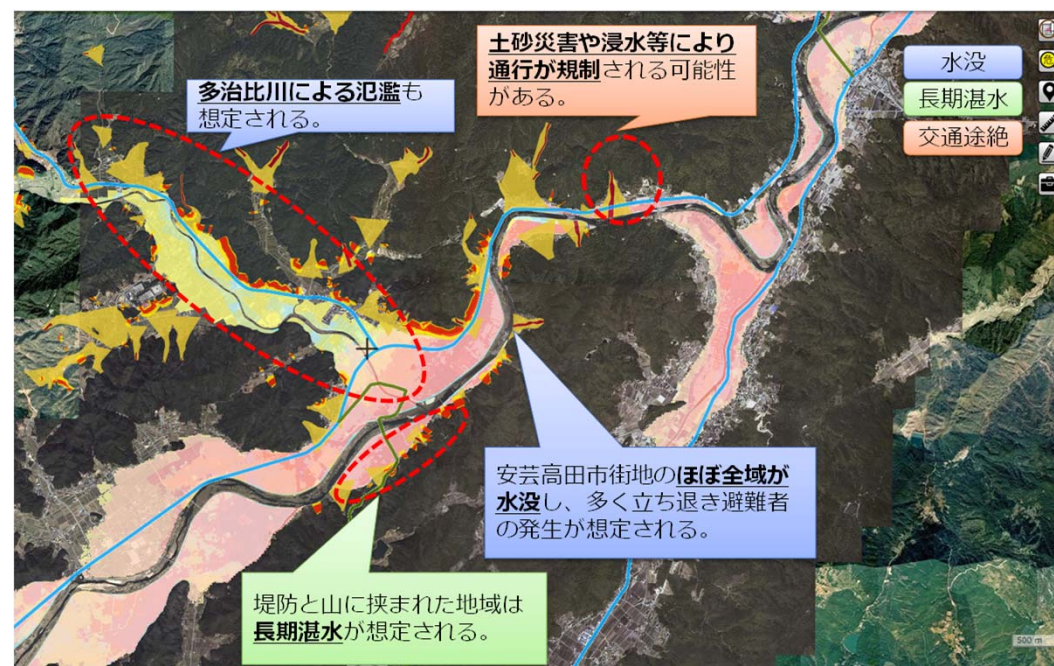 土砂災害や浸水等により
通行が規制される可能性
がある。
水没
長期湛水
交通途絶
多治比川による氾濫も
想定される。
安芸高田市街地のほぼ全域が
水没し、多く立ち退き避難者
の発生が想定される。
堤防と山に挟まれた地域は
長期湛水が想定される。
500 m